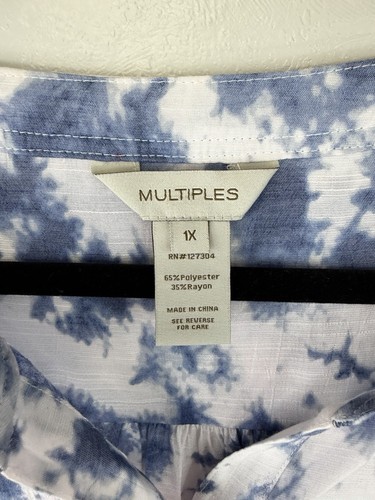 MULTIPLES
1X
RN#127304
65%Polyester
35%Rayon
MADE IN CHINA
SEE REVERSE
FOR CARE